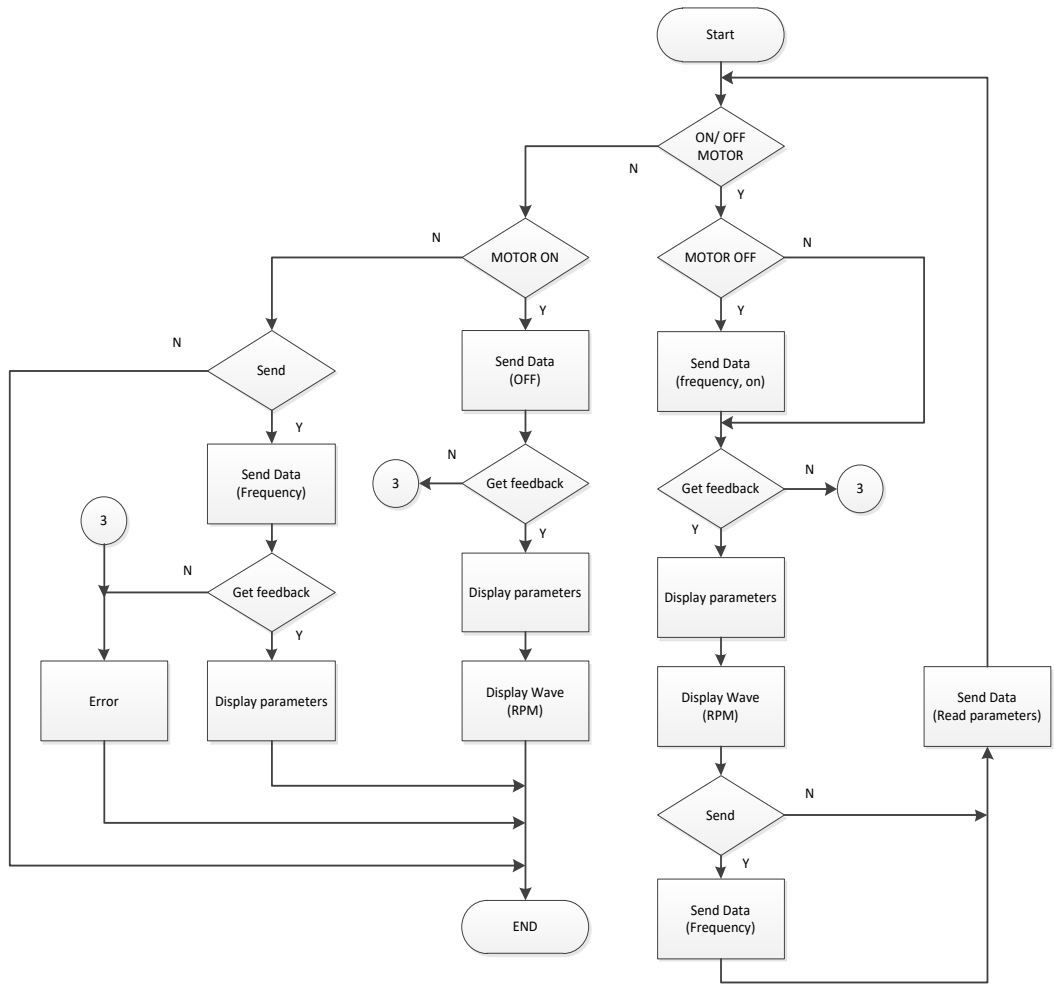 Start
ON/ OFF
MOTOR
N
Y
N
MOTOR ON
MOTOR OFF
N
Y
Y
N
Send
Send Data
(OFF)
Send Data
(frequency, on)
Y
Send Data
(Frequency)
N
3
Get feedback
Get feedback
N
3
3
Y
Y
N
Get feedback
Display parameters
Display parameters
Y
Error
Display parameters
Display Wave
(RPM)
Display Wave
(RPM)
Send Data
(Read parameters)
N
Send
Y
Send Data
(Frequency)
END